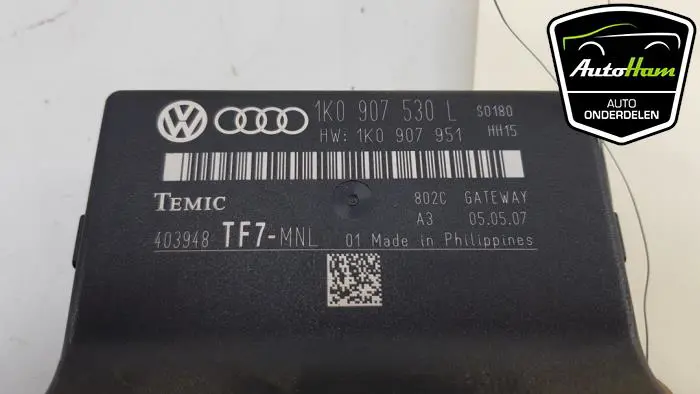 1K0 907 530 L S0180
HW: 1K0 907 951 HH15
TEMIC 802C GATEWAY
A3 05.05.07
403948 TF7-MNL 01 Made in Philippines
AutoHam
AUTO
ONDERDELEN